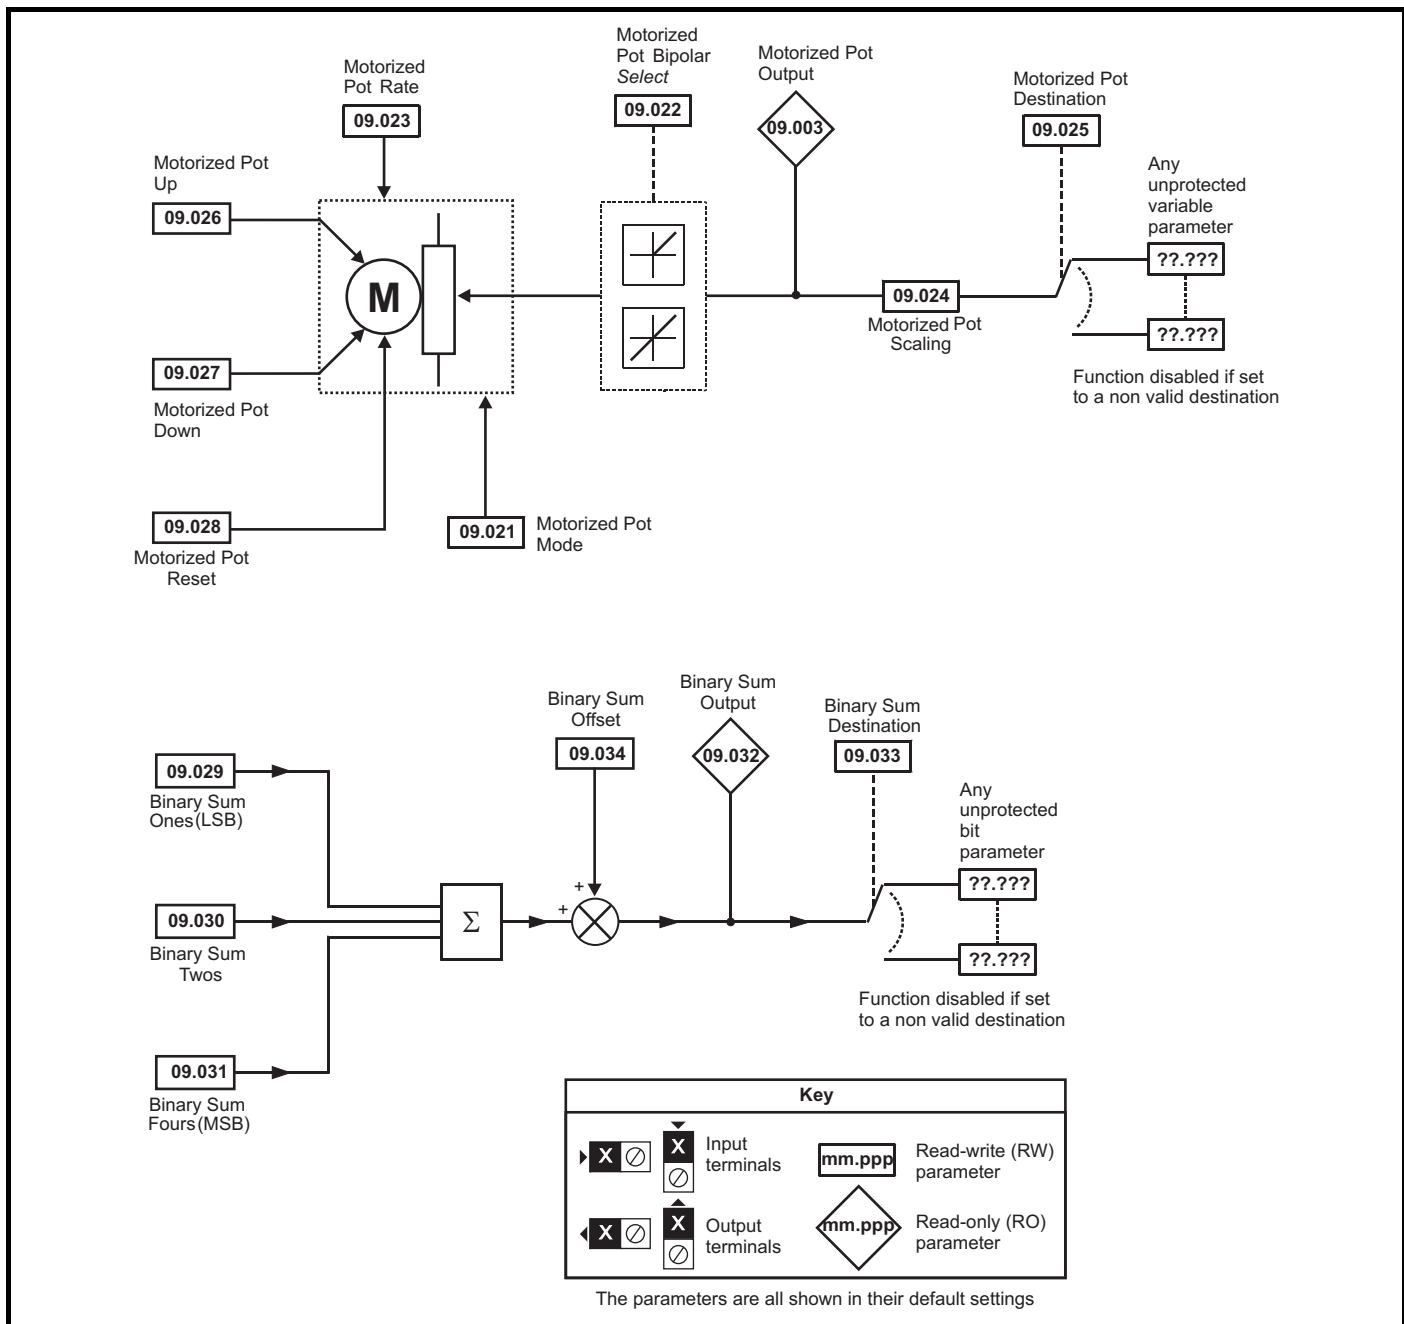 Motorized
Pot Rate
09.023
Motorized
Pot Bipolar
Select
09.022
Motorized Pot
Output
09.003
Motorized Pot
Destination
09.025
Motorized Pot
Up
09.026
Any
unprotected
variable
parameter
??.???
??.???
M
09.024
Motorized Pot
Scaling
Function disabled if set
to a non valid destination
09.027
Motorized Pot
Down
09.028
Motorized Pot
Reset
09.021
Motorized Pot
Mode
Binary Sum
Offset
09.034
Binary Sum
Output
09.032
Binary Sum
Destination
09.033
09.029
Binary Sum
Ones(LSB)
Any
unprotected
bit
parameter
??.???
??.???
09.030
Binary Sum
Twos
Σ
+
+
Function disabled if set
to a non valid destination
09.031
Binary Sum
Fours(MSB)
Key
X
X
Input
terminals
mm.ppp
Read-write (RW)
parameter
X
X
Output
terminals
mm.ppp
Read-only (RO)
parameter
The parameters are all shown in their default settings